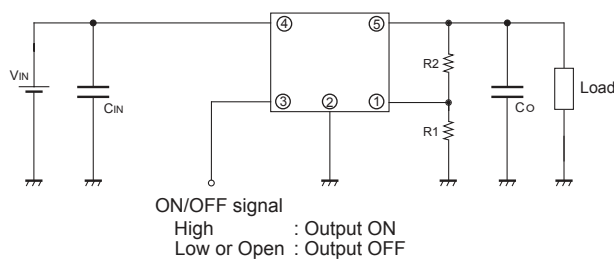 ④ ⑤
R2
VIN
CIN
③ ② ①
R1
CO
Load
ON/OFF signal
High : Output ON
Low or Open : Output OFF